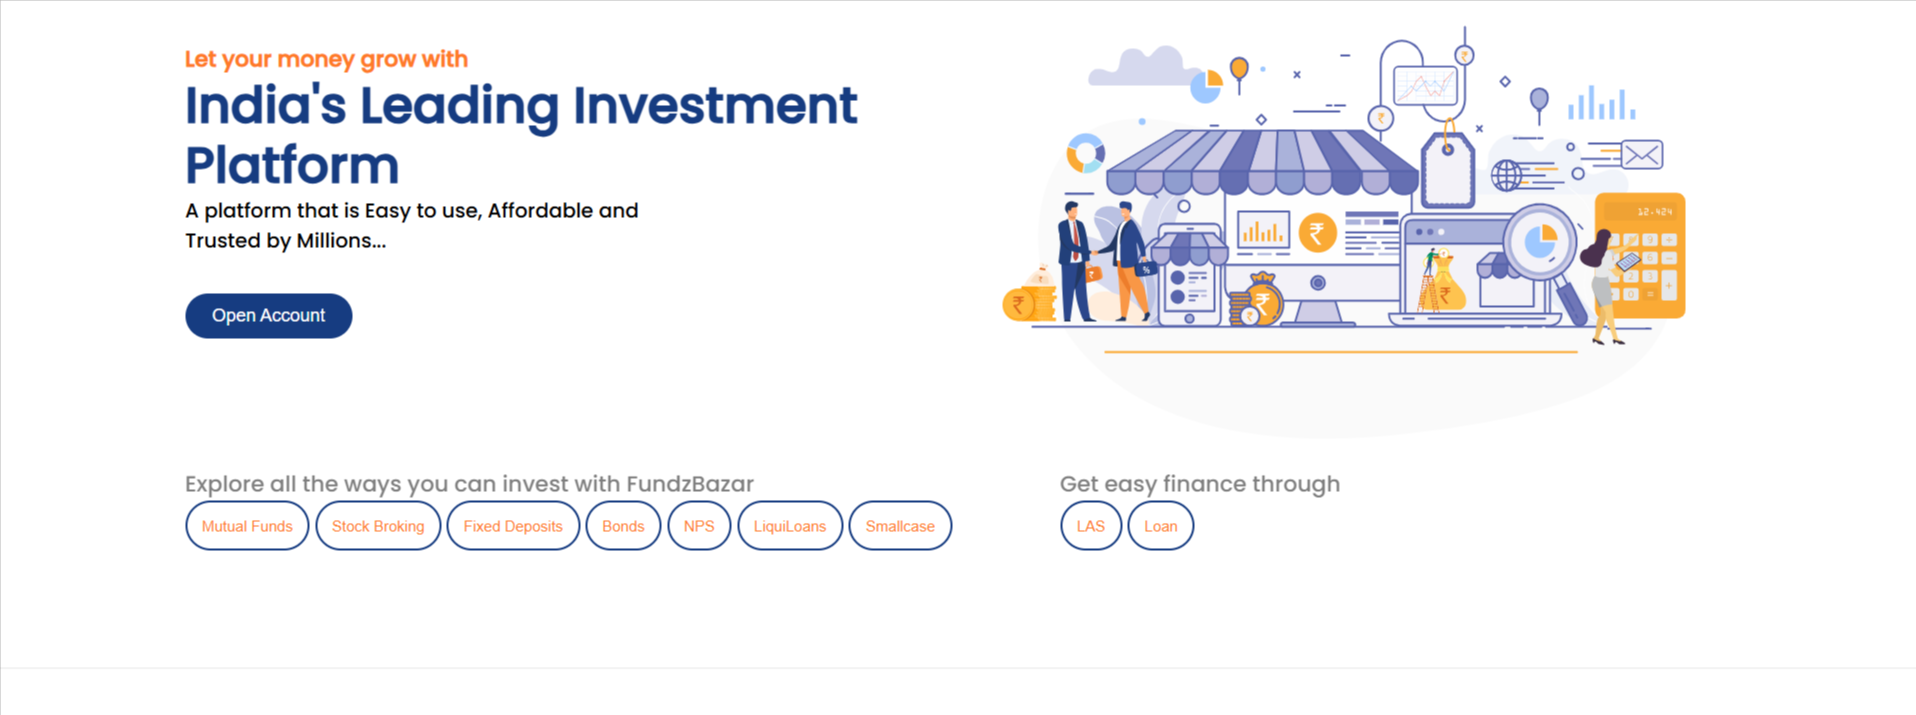 Let your money grow with
India's Leading Investment
Platform
A platform that is Easy to use, Affordable and
Trusted by Millions...
Open Account
12,424
Explore all the ways you can invest with FundzBazar
Mutual Funds
Stock Broking
Fixed Deposits
Bonds
NPS
LiquiLoans
Smallcase
Get easy finance through
LAS
Loan